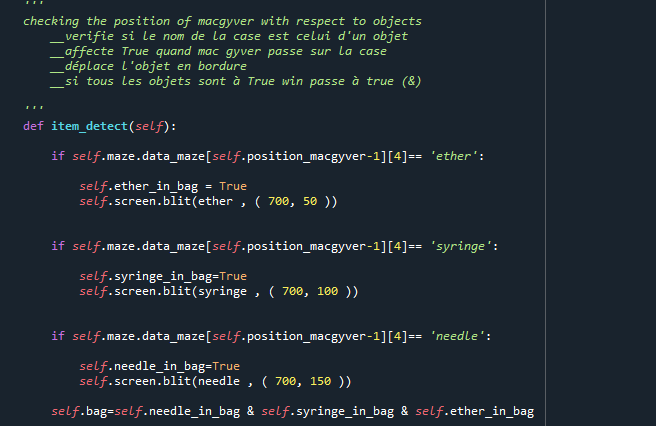 '''
checking the position of macgyver with respect to objects
    __verifie si le nom de la case est celui d'un objet
    __affecte True quand mac gyver passe sur la case
    __déplace l'objet en bordure
    __si tous les objets sont à True win passe à true (&)
'''
def item_detect(self):
    if self.maze.data_maze[self.position_macgyver-1][4]== 'ether':
        self.ether_in_bag = True
        self.screen.blit(ether , ( 700, 50 ))
    if self.maze.data_maze[self.position_macgyver-1][4]== 'syringe':
        self.syringe_in_bag=True
        self.screen.blit(syringe , ( 700, 100 ))
    if self.maze.data_maze[self.position_macgyver-1][4]== 'needle':
        self.needle_in_bag=True
        self.screen.blit(needle , ( 700, 150 ))
    self.bag=self.needle_in_bag & self.syringe_in_bag & self.ether_in_bag